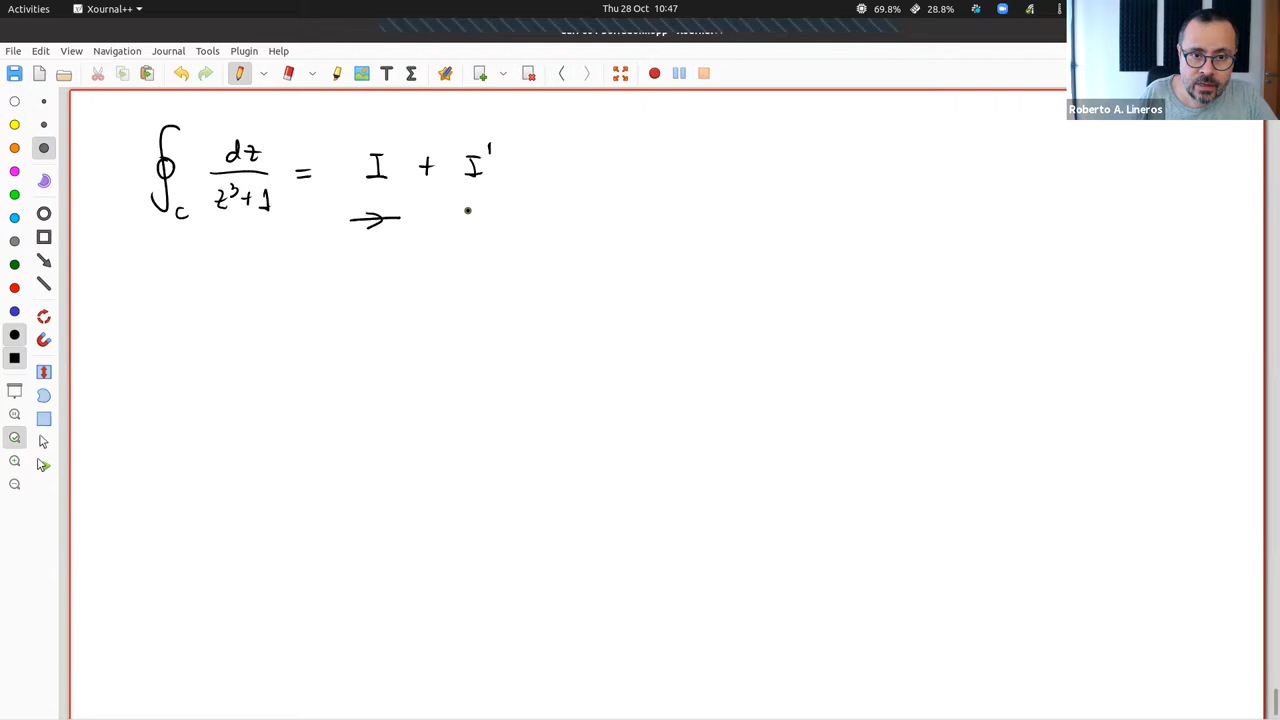 Activities Xournal++ Thu 28 Oct 10:47 69.8% 28.8%
File Edit View Navigation Journal Tools Plugin Help
Roberto A. Lineros
∮_C dz/(z³+1) = I + I'
→